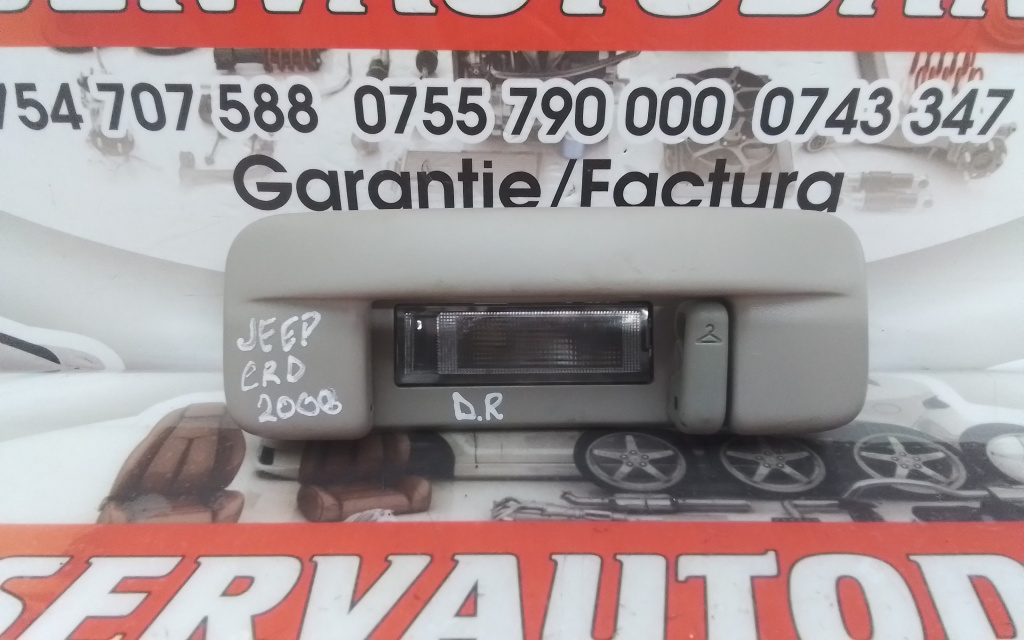 754 707 588 0755 790 000 0743 347
Garantie/Factura
JEEP
CRD
2008
D.R
SERVAUTOD